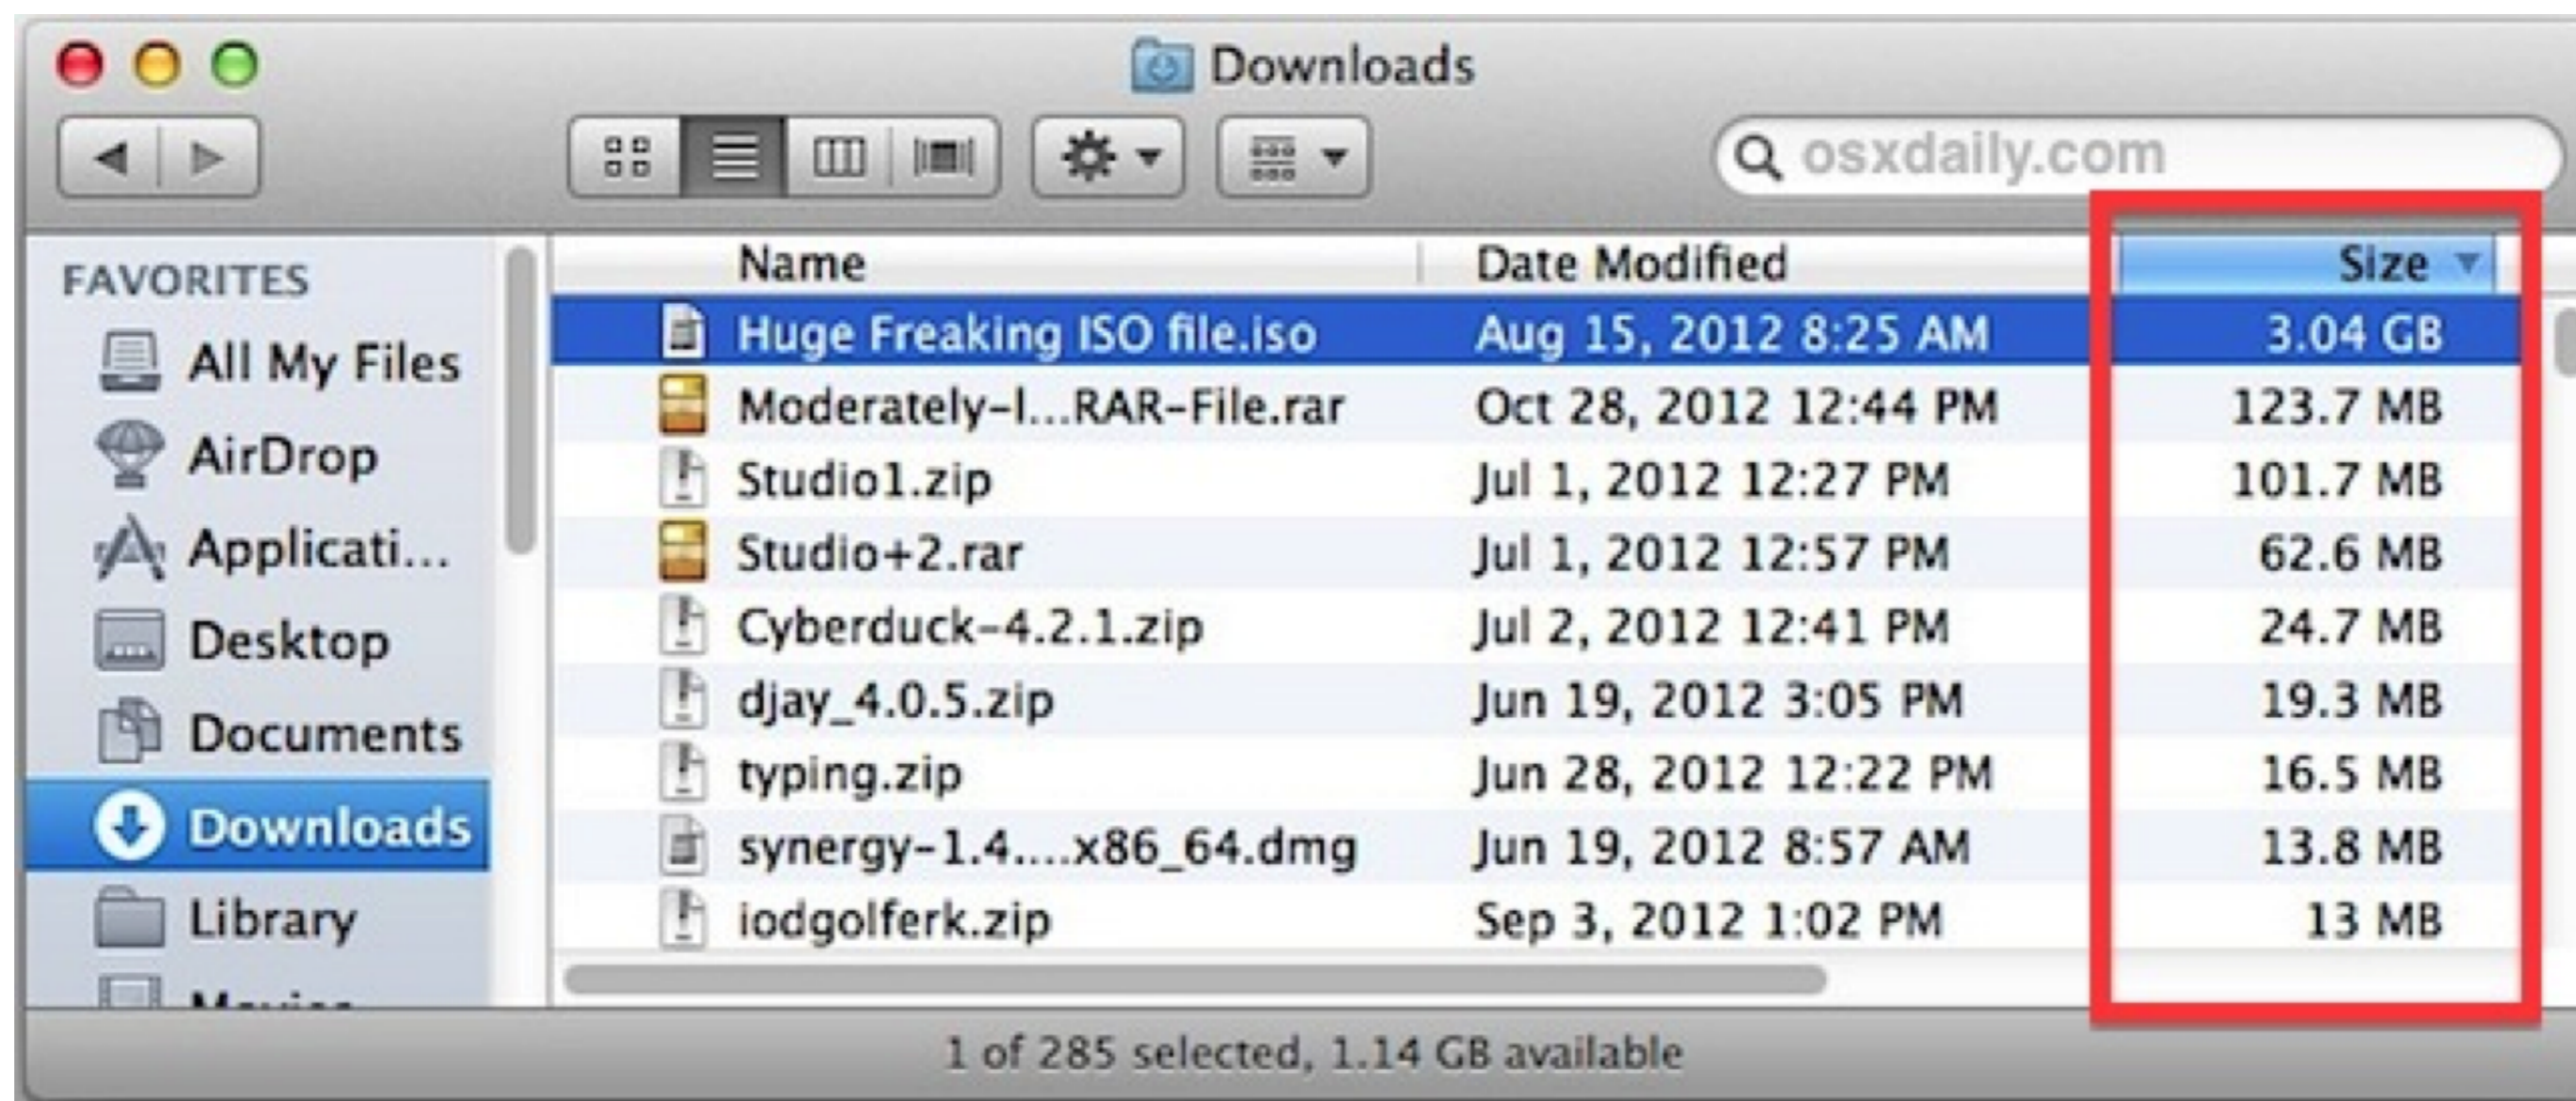 Downloads
osxdaily.com
FAVORITES
All My Files
AirDrop
Applicati...
Desktop
Documents
Downloads
Library
Name Date Modified Size
Huge Freaking ISO file.iso Aug 15, 2012 8:25 AM 3.04 GB
Moderately-l...RAR-File.rar Oct 28, 2012 12:44 PM 123.7 MB
Studio1.zip Jul 1, 2012 12:27 PM 101.7 MB
Studio+2.rar Jul 1, 2012 12:57 PM 62.6 MB
Cyberduck-4.2.1.zip Jul 2, 2012 12:41 PM 24.7 MB
djay_4.0.5.zip Jun 19, 2012 3:05 PM 19.3 MB
typing.zip Jun 28, 2012 12:22 PM 16.5 MB
synergy-1.4....x86_64.dmg Jun 19, 2012 8:57 AM 13.8 MB
iodgolferk.zip Sep 3, 2012 1:02 PM 13 MB
1 of 285 selected, 1.14 GB available